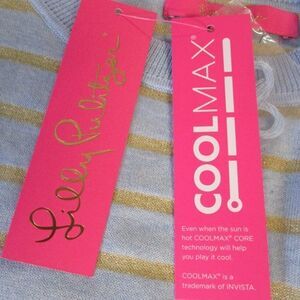 Lilly Pulitzer
COOLMAX®
Even when the sun is
hot COOLMAX® CORE
technology will help
you play it cool.
COOLMAX® is a
trademark of INVISTA.